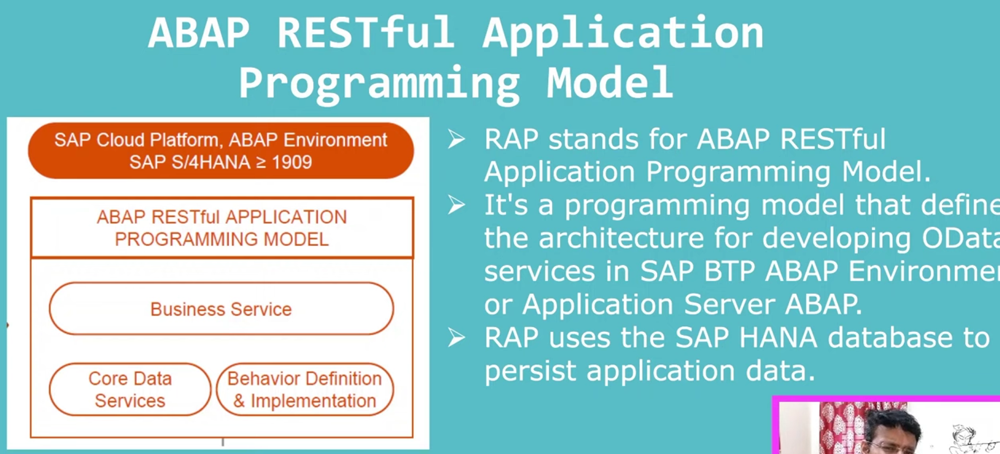 ABAP RESTful Application
Programming Model
SAP Cloud Platform, ABAP Environment
SAP S/4HANA ≥ 1909
ABAP RESTful APPLICATION
PROGRAMMING MODEL
Business Service
Core Data
Services
Behavior Definition
& Implementation
➢ RAP stands for ABAP RESTful
Application Programming Model.
➢ It's a programming model that define
the architecture for developing OData
services in SAP BTP ABAP Environme
or Application Server ABAP.
➢ RAP uses the SAP HANA database to
persist application data.